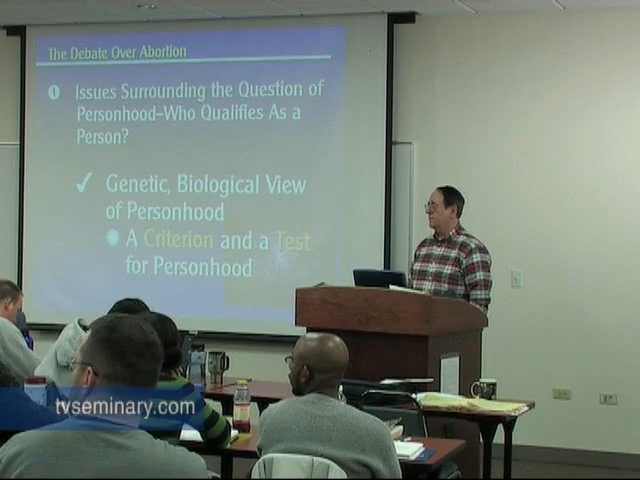 The Debate Over Abortion
1 Issues Surrounding the Question of
Personhood–Who Qualifies As a
Person?
✓ Genetic, Biological View
of Personhood
A Criterion and a Test
for Personhood
tvseminary.com